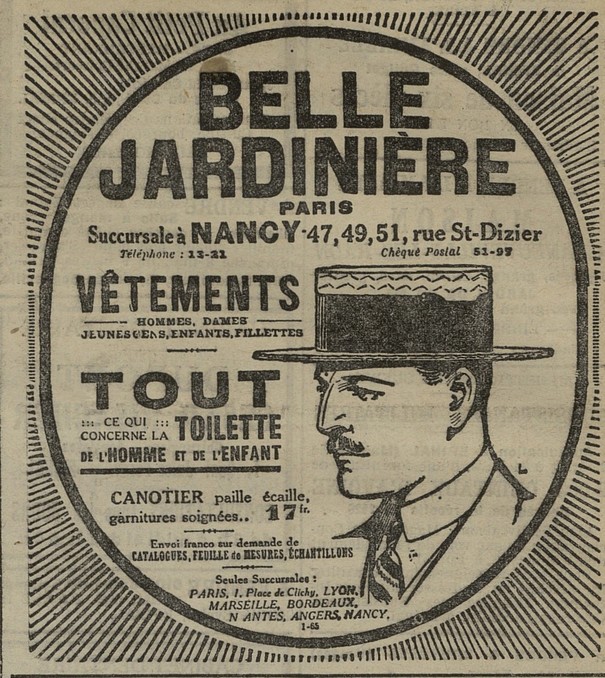 BELLE
JARDINIÈRE
PARIS
Succursale à NANCY-47, 49, 51, rue St-Dizier
Téléphone : 13-21 Chèque Postal 51-97
VÊTEMENTS
HOMMES, DAMES
JEUNES GENS, ENFANTS, FILLETTES
TOUT
::: CE QUI :::
CONCERNE LA TOILETTE
DE L'HOMME ET DE L'ENFANT
CANOTIER paille écaille,
garnitures soignées.. 17 fr.
Envoi franco sur demande de
CATALOGUES, FEUILLE de MESURES, ÉCHANTILLONS
Seules Succursales :
PARIS, 1. Place de Clichy, LYON,
MARSEILLE, BORDEAUX,
NANTES, ANGERS, NANCY.
1-65
L